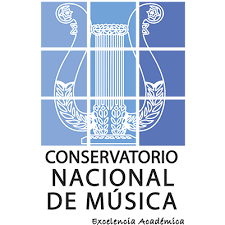 CONSERVATORIO
NACIONAL
DE MÚSICA
Excelencia Académica